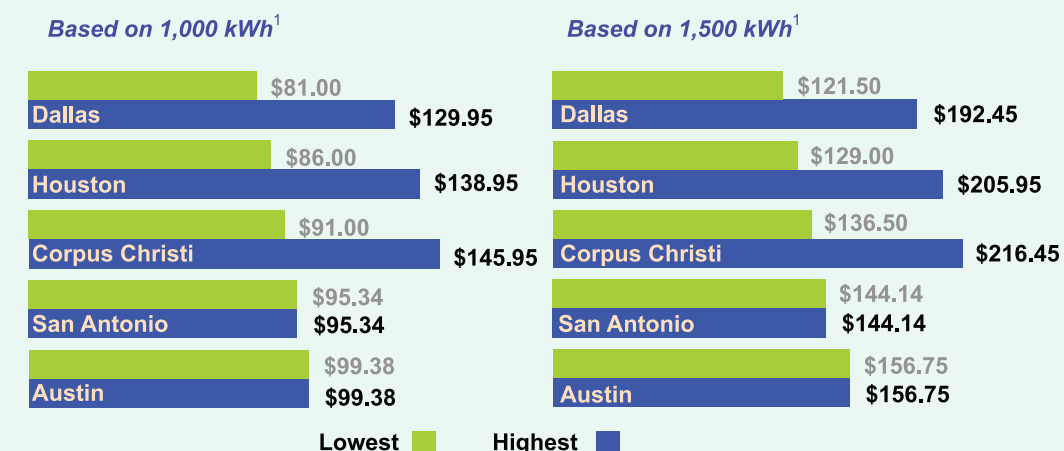 Based on 1,000 kWh¹
$81.00
Dallas $129.95
$86.00
Houston $138.95
$91.00
Corpus Christi $145.95
$95.34
San Antonio $95.34
$99.38
Austin $99.38
Based on 1,500 kWh¹
$121.50
Dallas $192.45
$129.00
Houston $205.95
$136.50
Corpus Christi $216.45
$144.14
San Antonio $144.14
$156.75
Austin $156.75
Lowest Highest